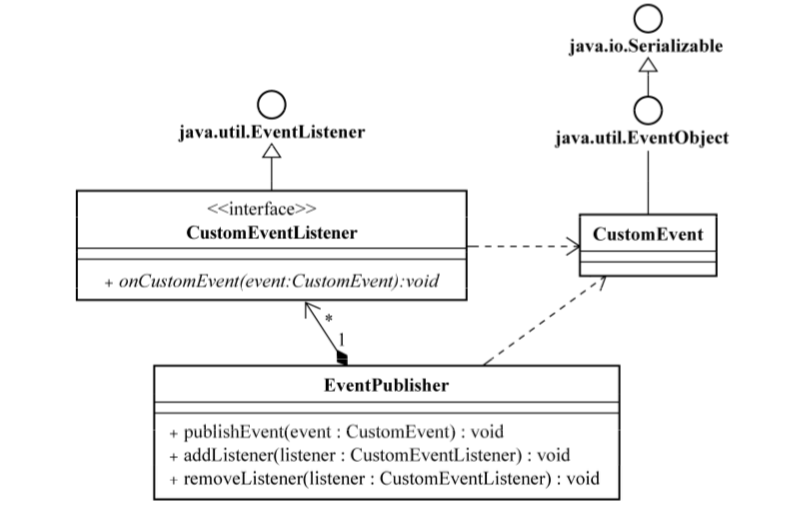 java.io.Serializable
java.util.EventListener
java.util.EventObject
<<interface>>
CustomEventListener
CustomEvent
+ onCustomEvent(event:CustomEvent):void
*
1
EventPublisher
+ publishEvent(event : CustomEvent) : void
+ addListener(listener : CustomEventListener) : void
+ removeListener(listener : CustomEventListener) : void